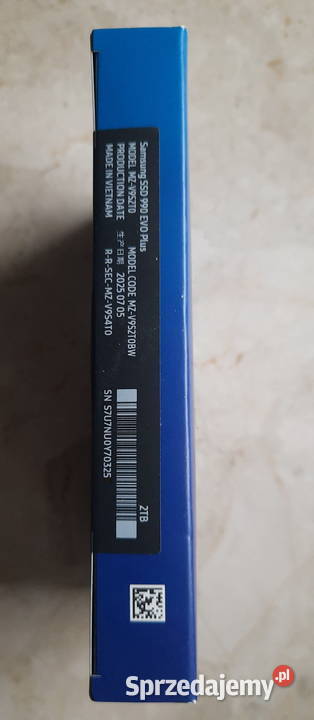 Samsung SSD 990 EVO Plus
MODEL MZ-V9S2T0
MODEL CODE MZ-V9S2T0BW
PRODUCTION DATE 生产日期 2025 07 05
MADE IN VIETNAM
R-R-SEC-MZ-V9S4T0
SN S7U7NU0Y70325
2TB
Sprzedajemy.pl